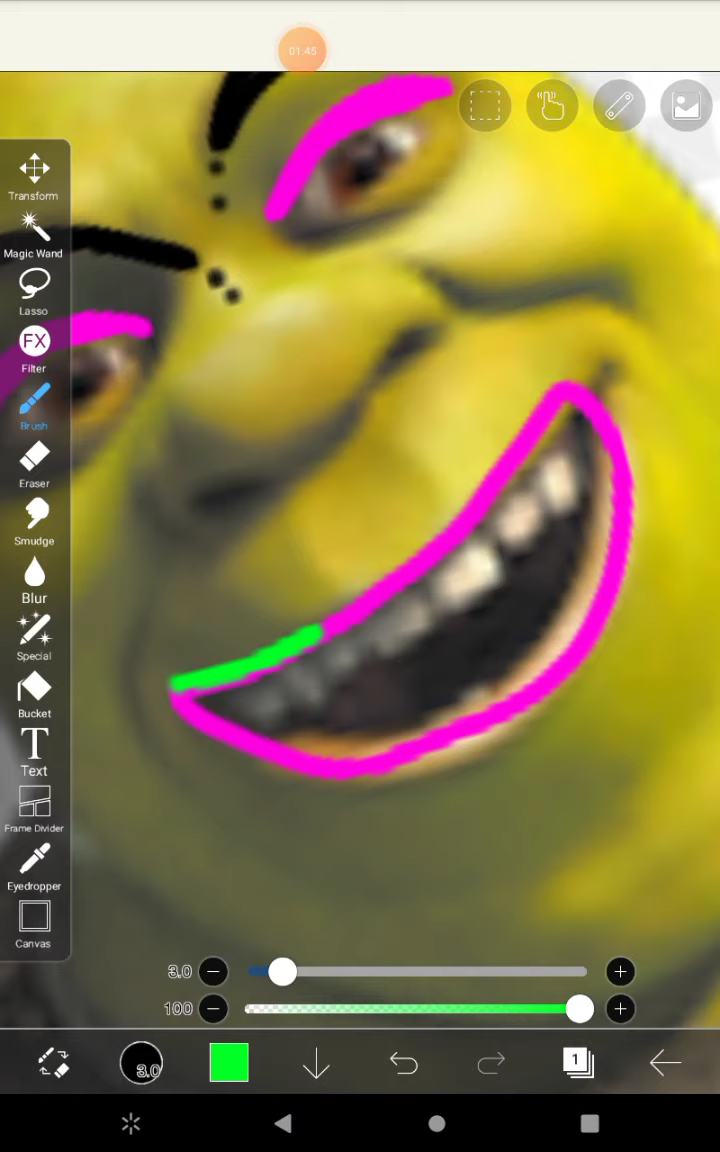 01:45
Transform
Magic Wand
Lasso
FX
Filter
Brush
Eraser
Smudge
Blur
Special
Bucket
T
Text
Frame Divider
Eyedropper
Canvas
3.0
100
3.0
1